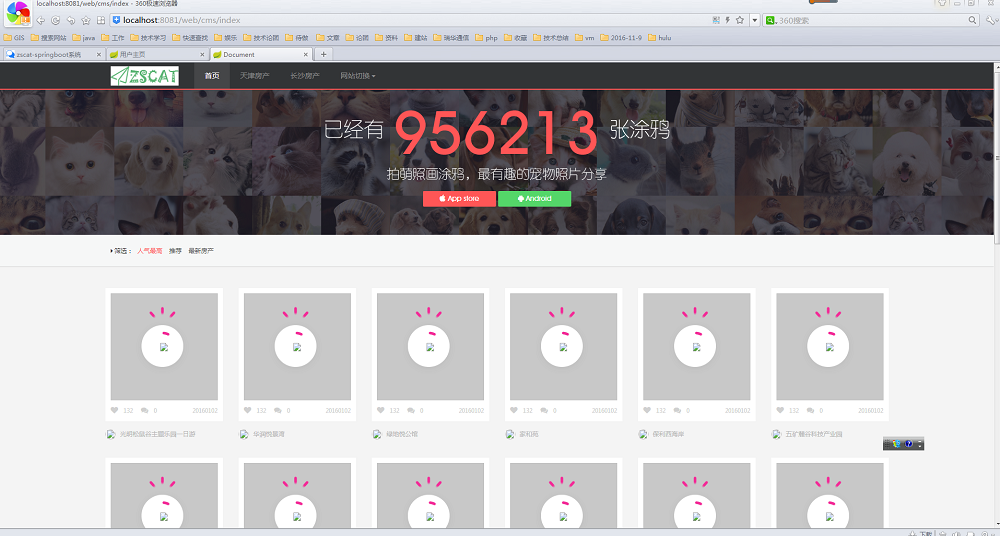 localhost:8081/web/cms/index - 360极速浏览器
localhost:8081/web/cms/index
360搜索
GIS 搜索网站 java 工作 技术学习 快速查找 娱乐 技术论团 待做 文章 论团 资料 建站 瑞华通信 php 收藏 技术总结 vm 2016-11-9 hulu
zscat-springboot系统 用户主页 Document
ZSCAT 首页 天津房产 长沙房产 网站切换
已经有 956213 张涂鸦
拍萌照画涂鸦，最有趣的宠物照片分享
App store Android
筛选： 人气最高 推荐 最新房产
132 0 20160102 132 0 20160102 132 0 20160102 132 0 20160102 132 0 20160102 132 0 20160102
光明松鼠谷主题乐园一日游 华润悦景湾 绿地悦公馆 家和苑 保利西海岸 五矿麓谷科技产业园
下载